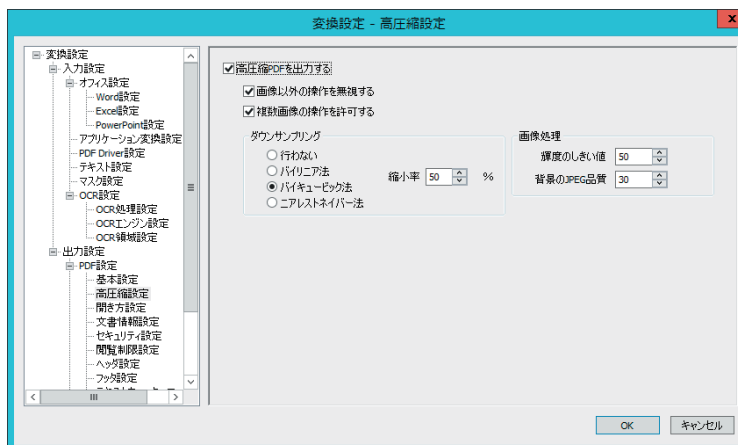 変換設定 - 高圧縮設定
x
変換設定
入力設定
オフィス設定
Word設定
Excel設定
PowerPoint設定
アプリケーション変換設定
PDF Driver設定
テキスト設定
マスク設定
OCR設定
OCR処理設定
OCRエンジン設定
OCR領域設定
出力設定
PDF設定
基本設定
高圧縮設定
開き方設定
文書情報設定
セキュリティ設定
閲覧制限設定
ヘッダ設定
フッタ設定
高圧縮PDFを出力する
画像以外の操作を無視する
複数画像の操作を許可する
ダウンサンプリング
行わない
バイリニア法
バイキュービック法
ニアレストネイバー法
縮小率 50 %
画像処理
輝度のしきい値 50
背景のJPEG品質 30
OK キャンセル